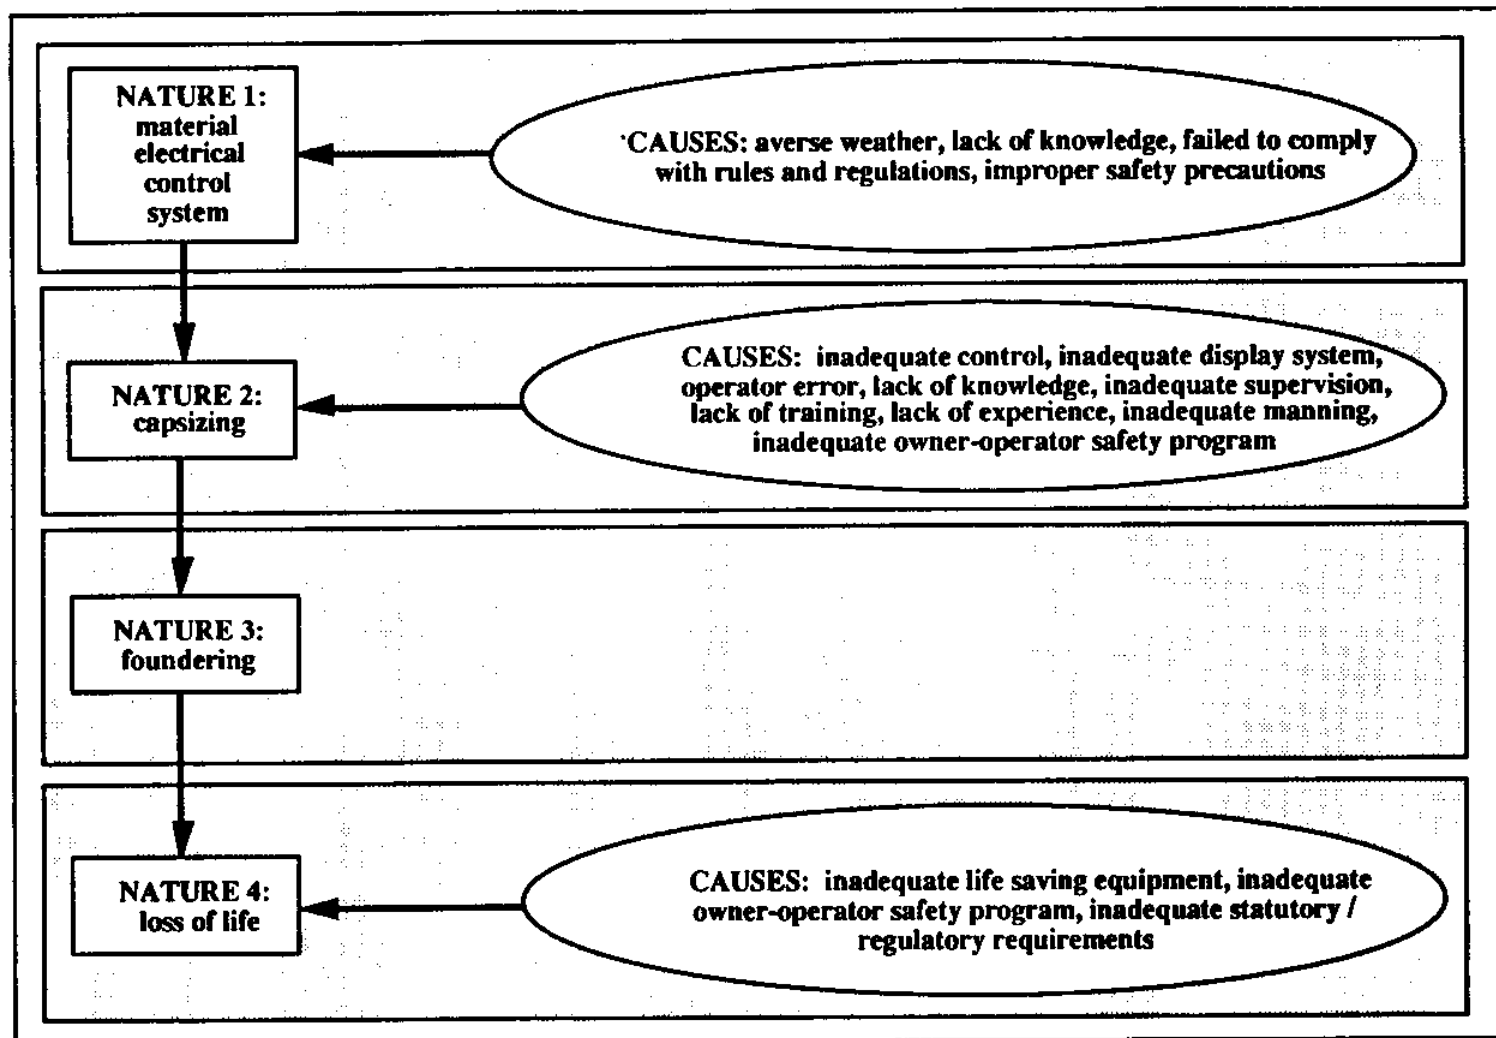 NATURE 1:
material
electrical
control
system
CAUSES: averse weather, lack of knowledge, failed to comply
with rules and regulations, improper safety precautions
NATURE 2:
capsizing
CAUSES: inadequate control, inadequate display system,
operator error, lack of knowledge, inadequate supervision,
lack of training, lack of experience, inadequate manning,
inadequate owner-operator safety program
NATURE 3:
foundering
NATURE 4:
loss of life
CAUSES: inadequate life saving equipment, inadequate
owner-operator safety program, inadequate statutory /
regulatory requirements